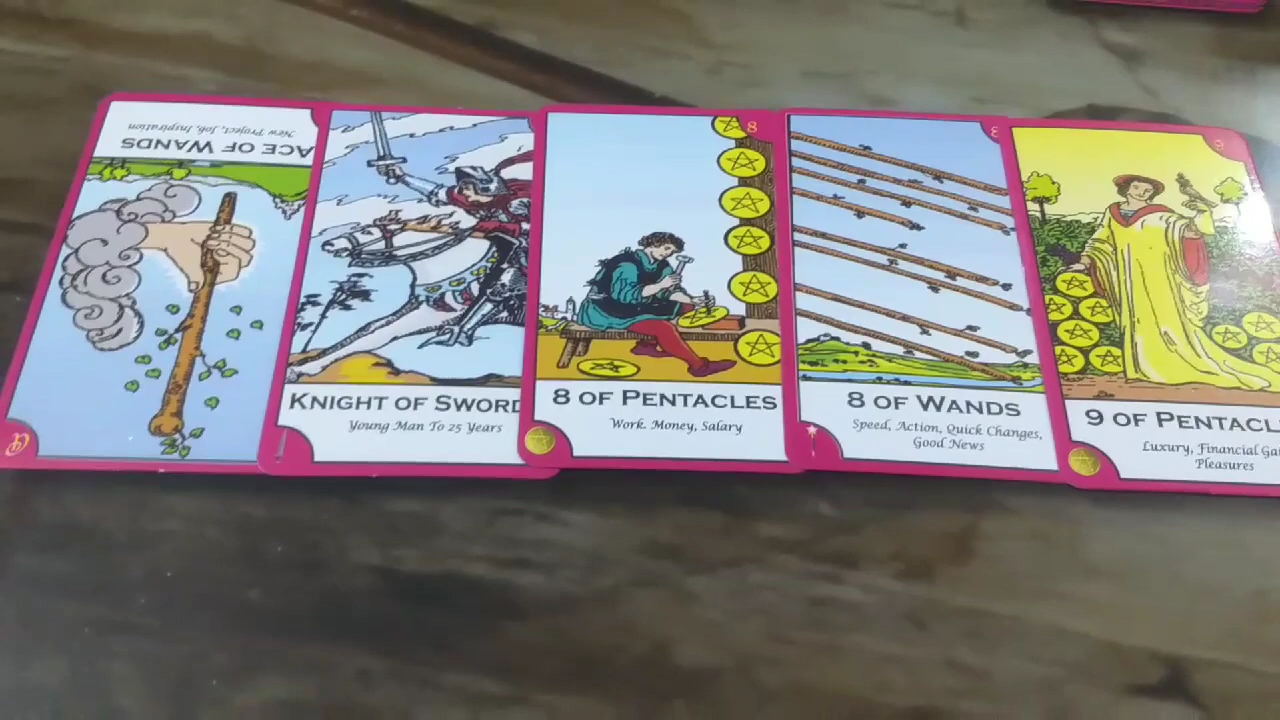 ACE OF WANDS
New Project, Job, Inspiration
KNIGHT OF SWORD
Young Man To 25 Years
8
8 OF PENTACLES
Work. Money, Salary
8 OF WANDS
Speed, Action, Quick Changes,
Good News
9 OF PENTACL
Luxury, Financial Ga
Pleasures